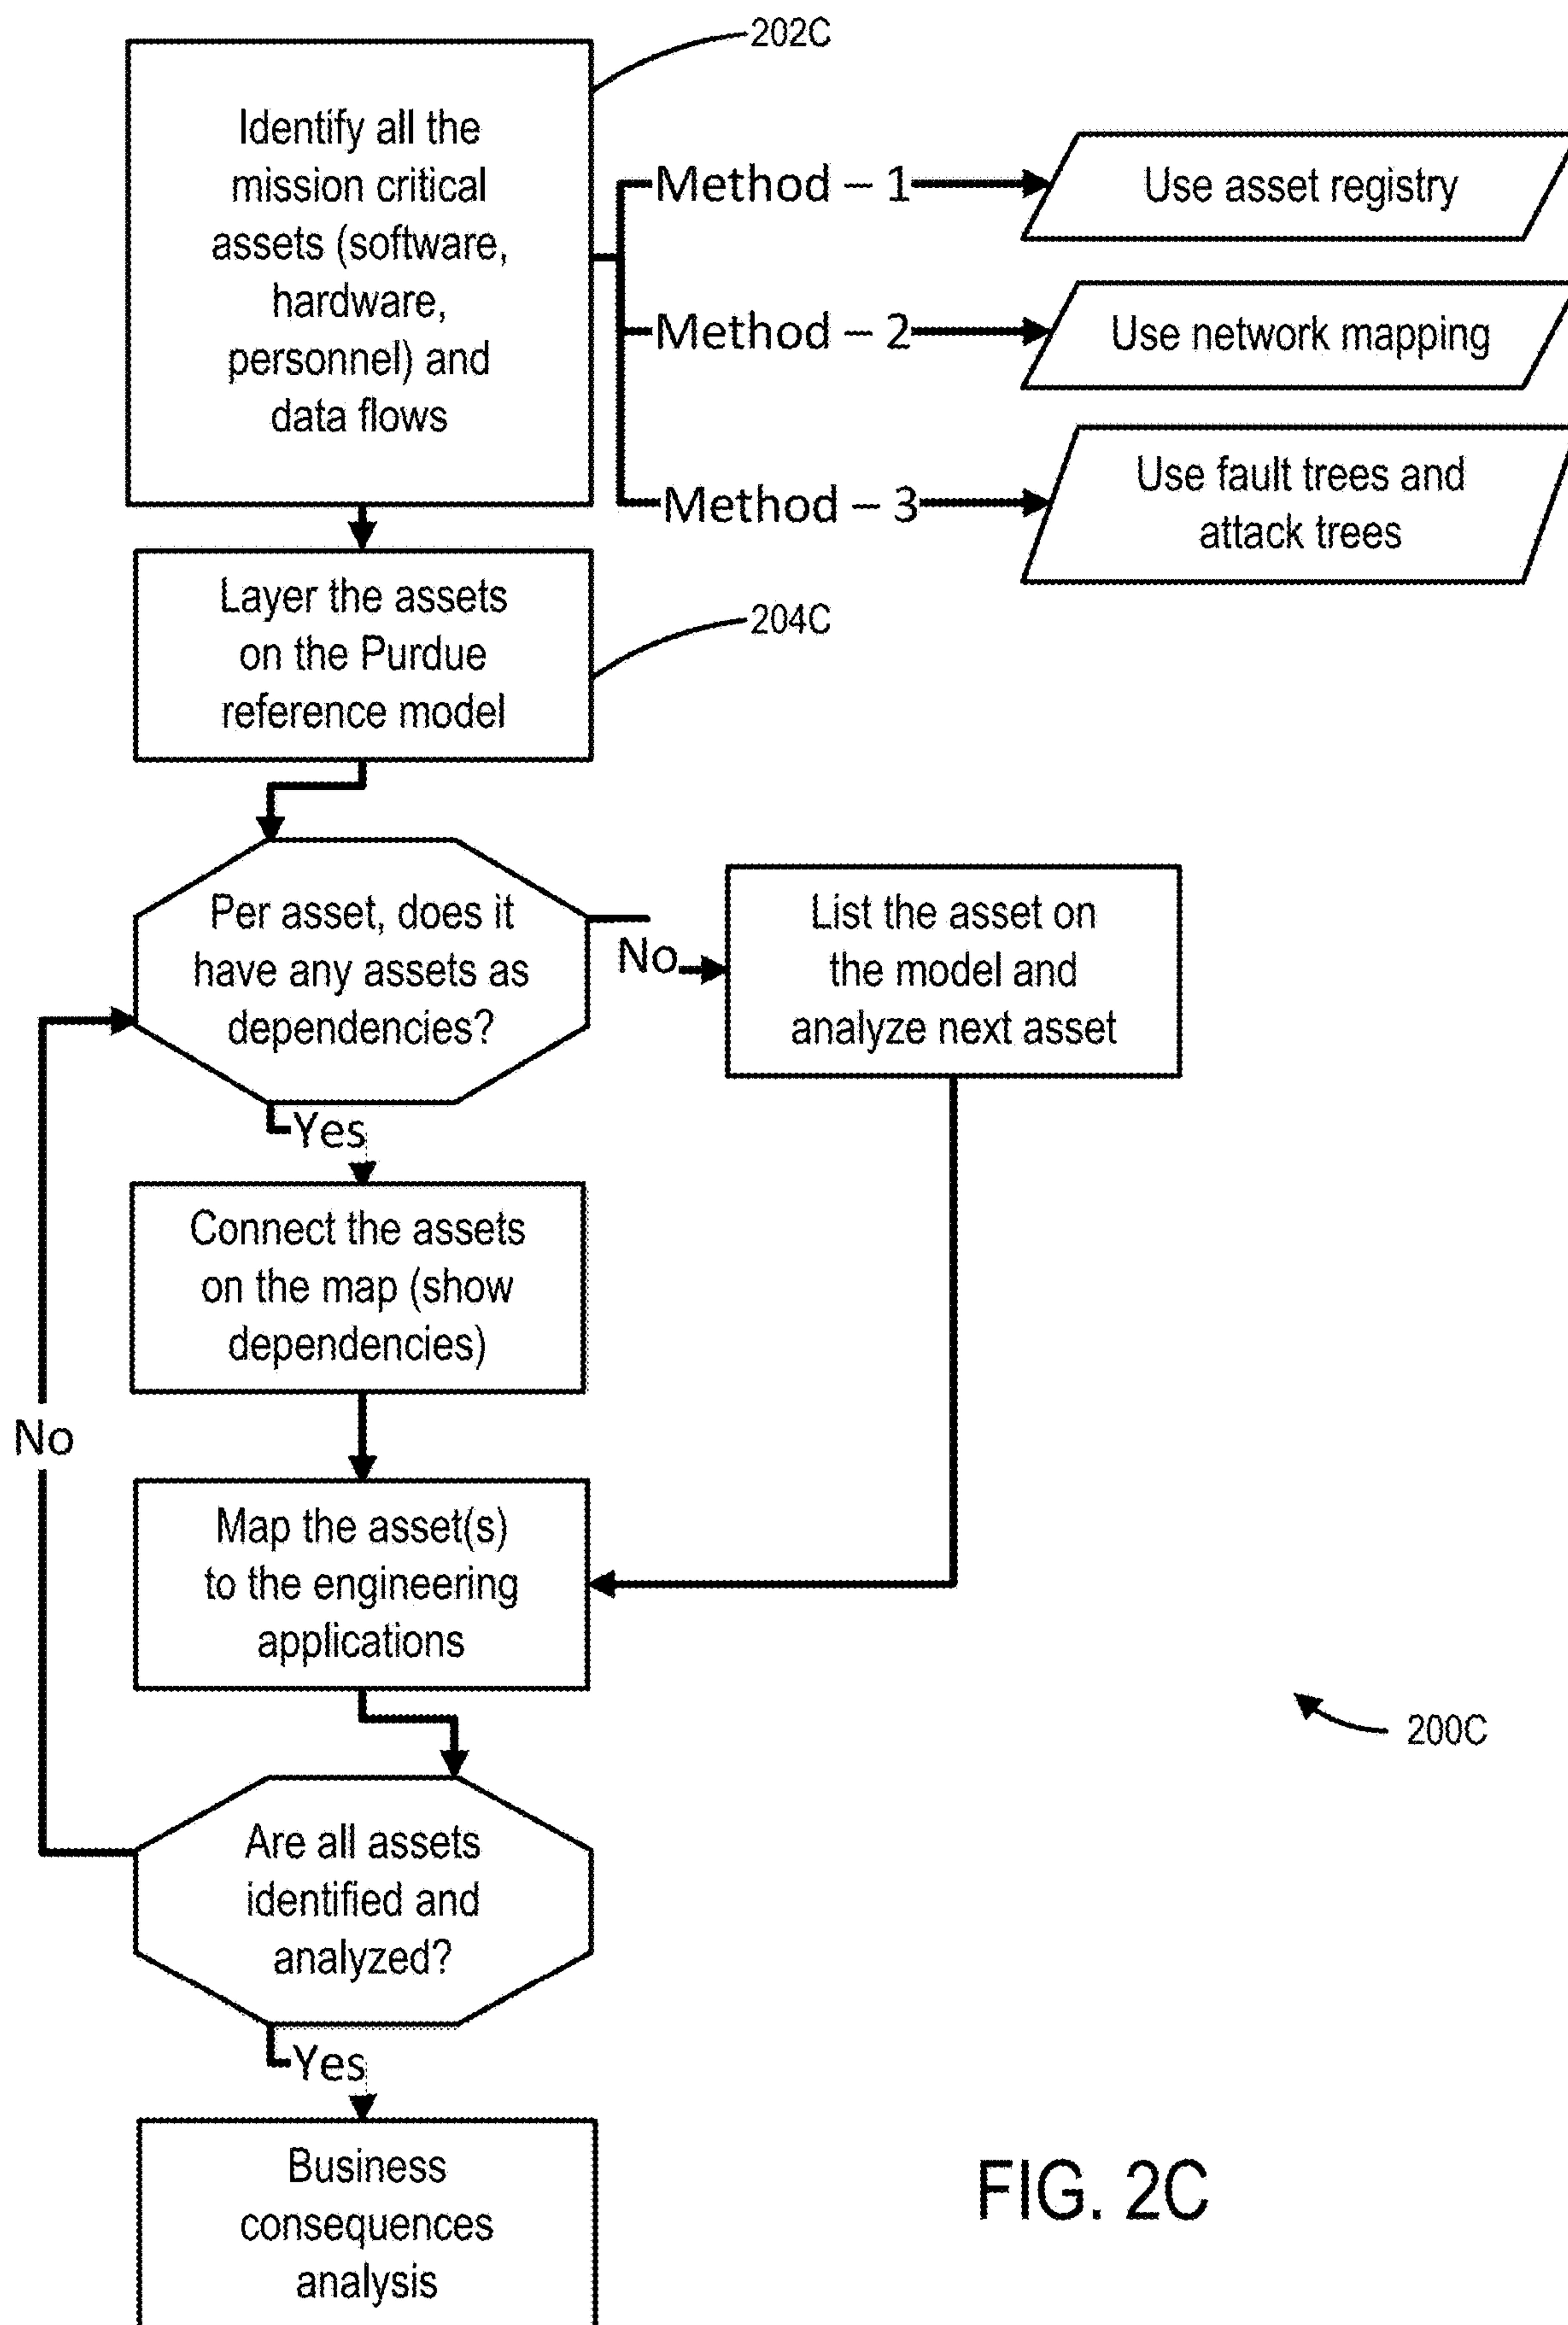 202C
Identify all the
mission critical
assets (software,
hardware,
personnel) and
data flows
Method – 1
Use asset registry
Method – 2
Use network mapping
Method – 3
Use fault trees and
attack trees
Layer the assets
on the Purdue
reference model
204C
Per asset, does it
have any assets as
dependencies?
No
List the asset on
the model and
analyze next asset
Yes
Connect the assets
on the map (show
dependencies)
No
Map the asset(s)
to the engineering
applications
200C
Are all assets
identified and
analyzed?
Yes
Business
consequences
analysis
FIG. 2C